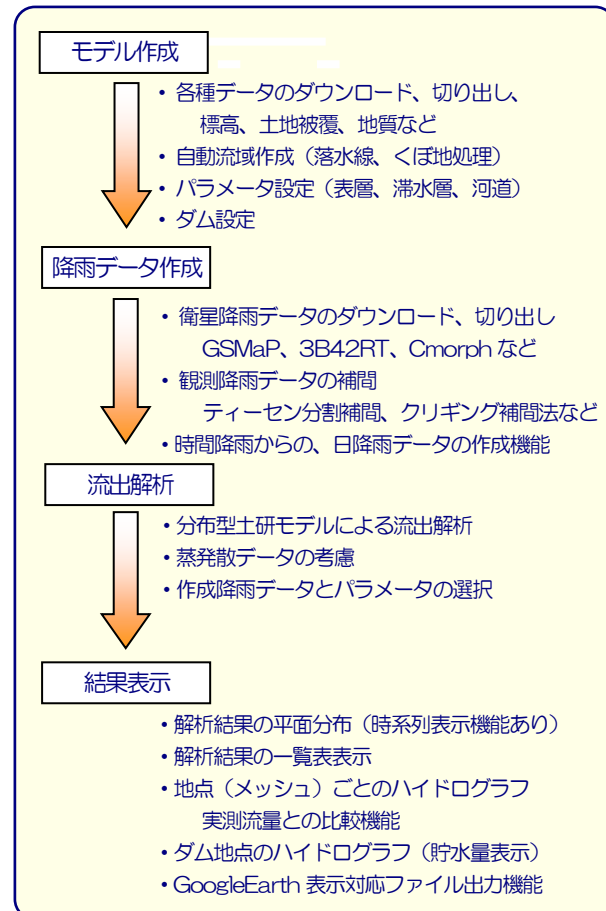 モデル作成
・各種データのダウンロード、切り出し、
標高、土地被覆、地質など
・自動流域作成（落水線、くぼ地処理）
・パラメータ設定（表層、滞水層、河道）
・ダム設定
降雨データ作成
・衛星降雨データのダウンロード、切り出し
GSMaP、3B42RT、Cmorph など
・観測降雨データの補間
ティーセン分割補間、クリギング補間法など
・時間降雨からの、日降雨データの作成機能
流出解析
・分布型土研モデルによる流出解析
・蒸発散データの考慮
・作成降雨データとパラメータの選択
結果表示
・解析結果の平面分布（時系列表示機能あり）
・解析結果の一覧表表示
・地点（メッシュ）ごとのハイドログラフ
実測流量との比較機能
・ダム地点のハイドログラフ（貯水量表示）
・GoogleEarth 表示対応ファイル出力機能